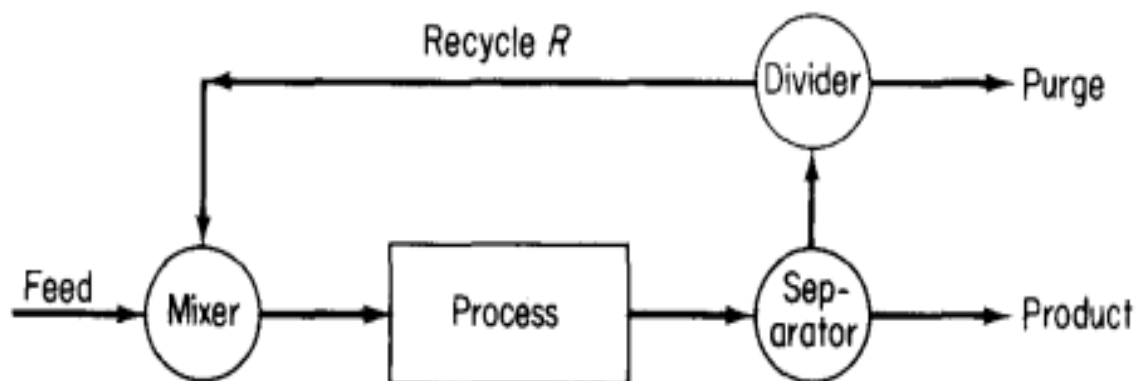 Recycle R
Divider
Purge
Feed
Mixer
Process
Sep-
arator
Product